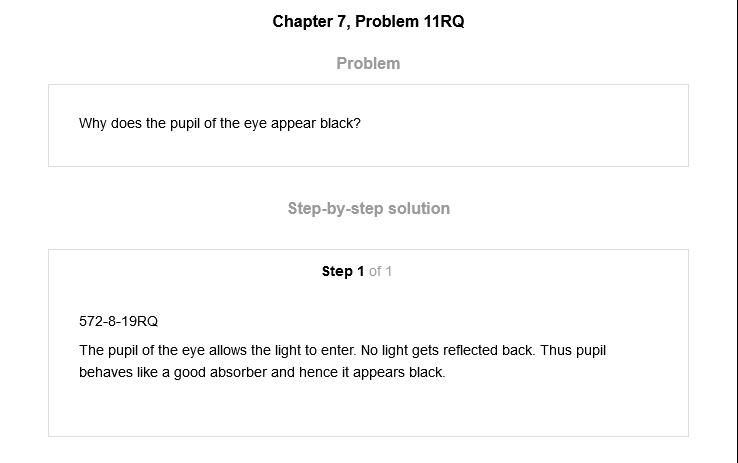 Chapter 7, Problem 11RQ
Problem
Why does the pupil of the eye appear black?
Step-by-step solution
Step 1 of 1
572-8-19RQ
The pupil of the eye allows the light to enter. No light gets reflected back. Thus pupil
behaves like a good absorber and hence it appears black.